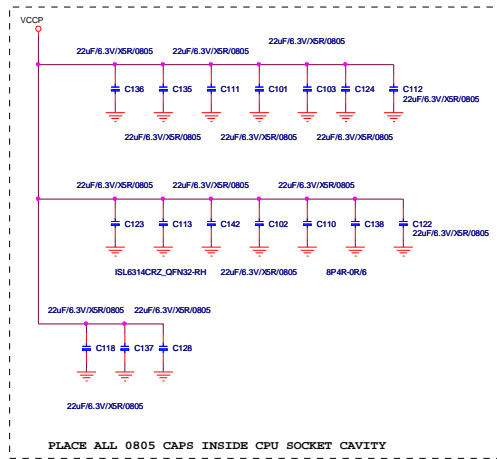 VCCP
22uF/6.3V/X5R/0805
22uF/6.3V/X5R/0805 22uF/6.3V/X5R/0805
C136 C135 C111 C101 C103 C124 C112
22uF/6.3V/X5R/0805
22uF/6.3V/X5R/0805 22uF/6.3V/X5R/0805 22uF/6.3V/X5R/0805
22uF/6.3V/X5R/0805 22uF/6.3V/X5R/0805 22uF/6.3V/X5R/0805
C123 C113 C142 C102 C110 C138 C122
22uF/6.3V/X5R/0805
ISL6314CRZ_QFN32-RH 22uF/6.3V/X5R/0805 8P4R-0R/6
22uF/6.3V/X5R/0805 22uF/6.3V/X5R/0805
C118 C137 C128
22uF/6.3V/X5R/0805
PLACE ALL 0805 CAPS INSIDE CPU SOCKET CAVITY